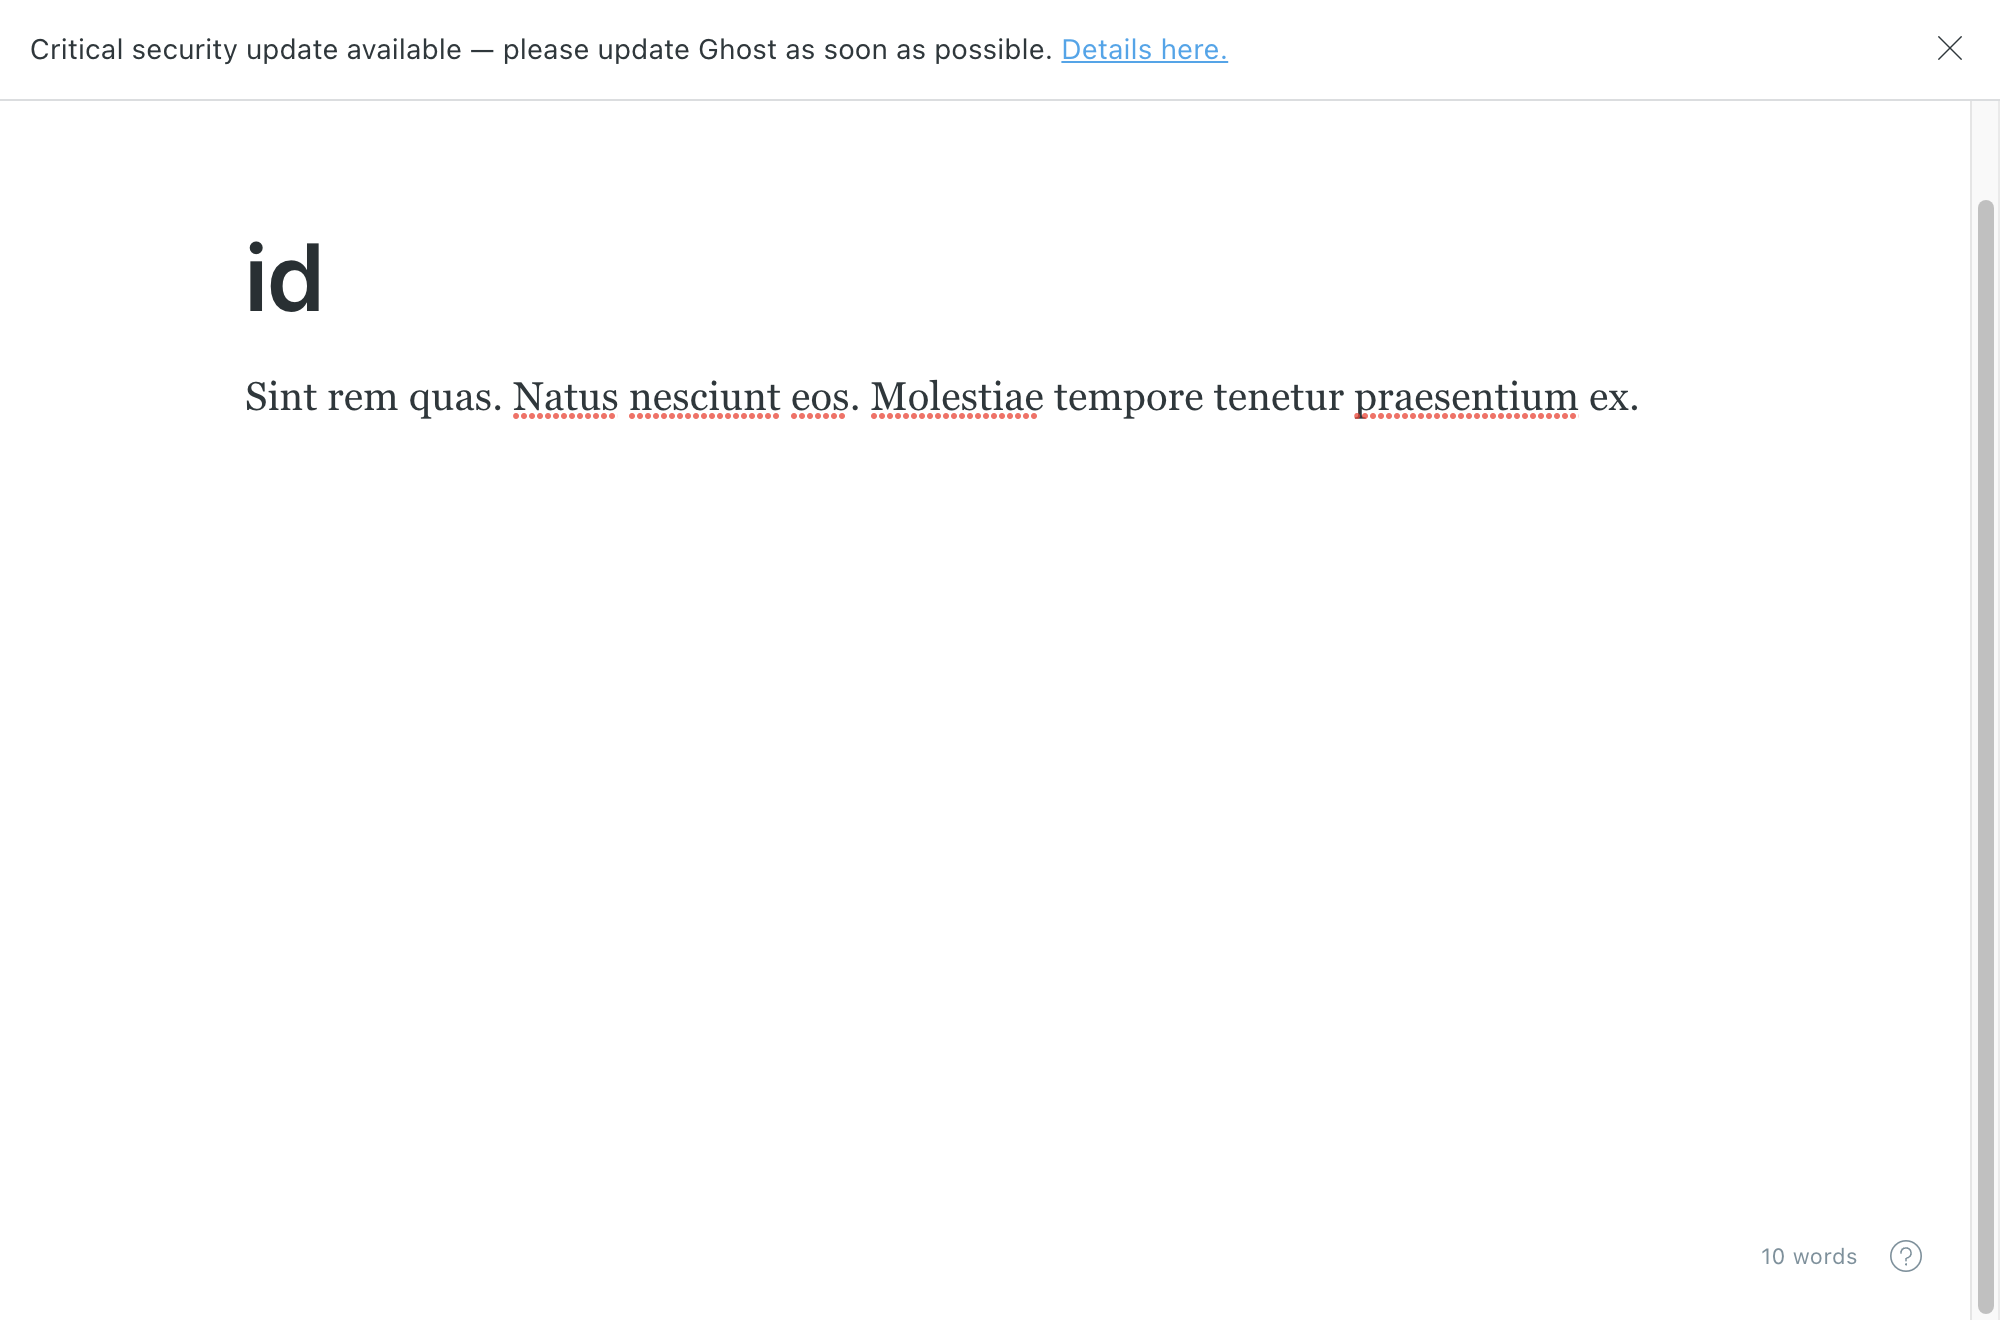 Critical security update available — please update Ghost as soon as possible. Details here.
id
Sint rem quas. Natus nesciunt eos. Molestiae tempore tenetur praesentium ex.
10 words
?